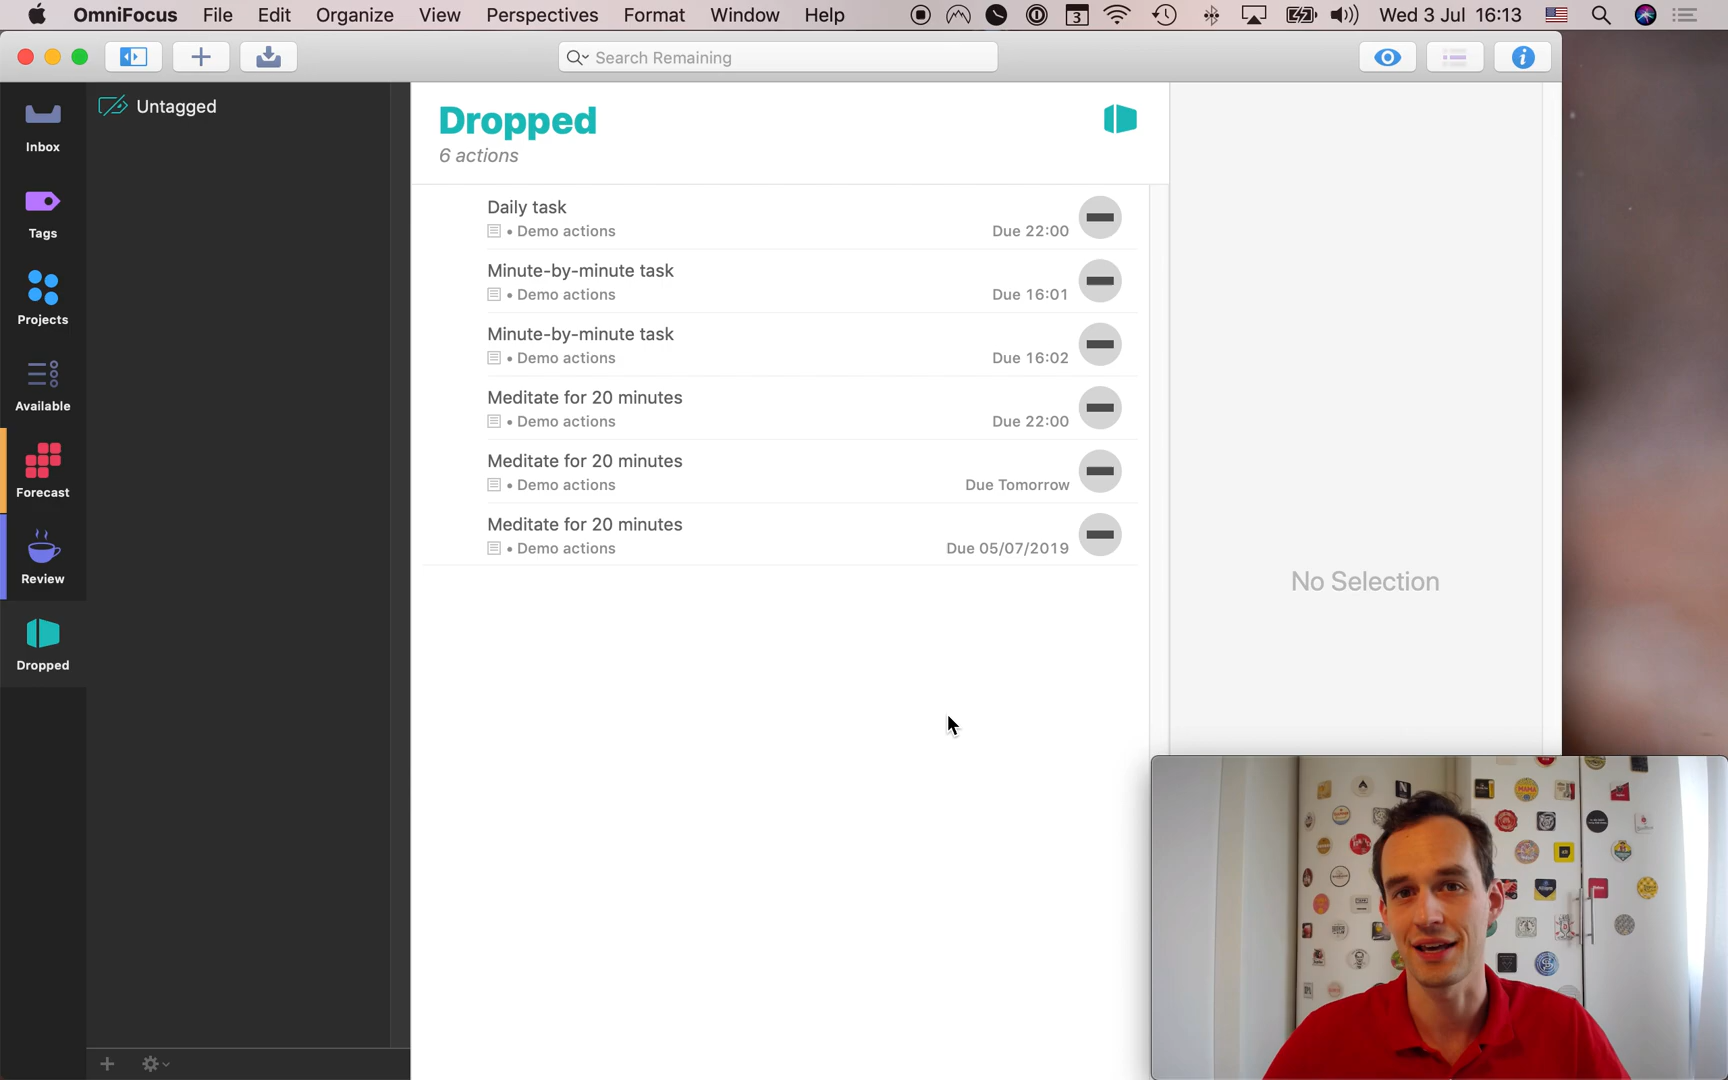 OmniFocus File Edit Organize View Perspectives Format Window Help 3 Wed 3 Jul 16:13
Search Remaining
Inbox
Tags
Projects
Available
Forecast
Review
Dropped
Untagged
Dropped
6 actions
Daily task
• Demo actions Due 22:00
Minute-by-minute task
• Demo actions Due 16:01
Minute-by-minute task
• Demo actions Due 16:02
Meditate for 20 minutes
• Demo actions Due 22:00
Meditate for 20 minutes
• Demo actions Due Tomorrow
Meditate for 20 minutes
• Demo actions Due 05/07/2019
No Selection